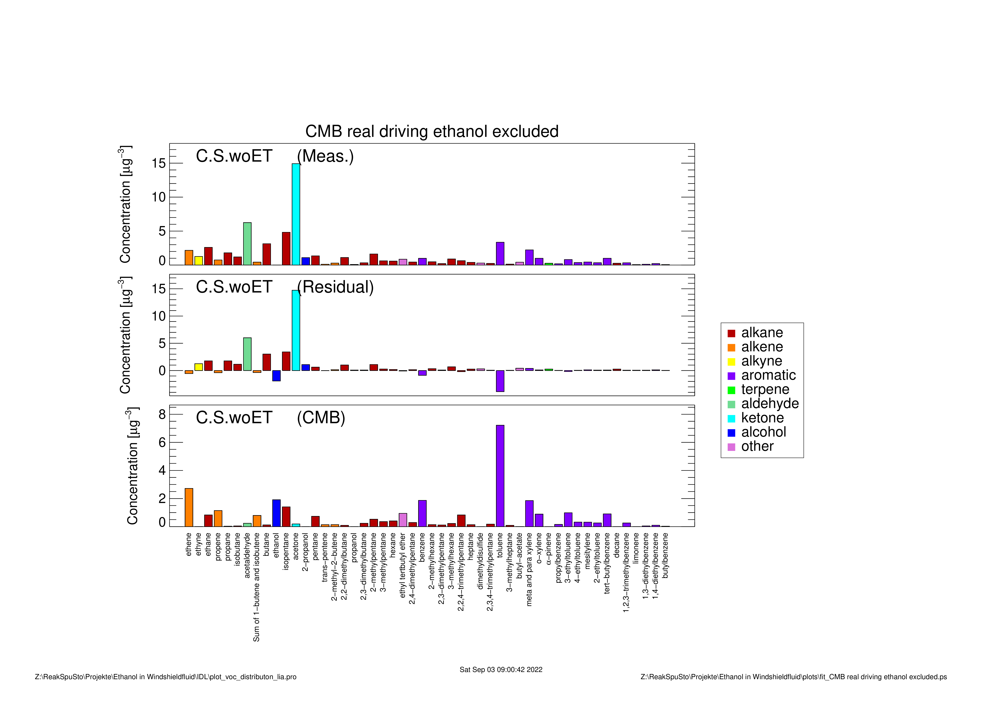 CMB real driving ethanol excluded
C.S.woET (Meas.)
Concentration [µg⁻³]
15
10
5
0
C.S.woET (Residual)
Concentration [µg⁻³]
15
10
5
0
C.S.woET (CMB)
Concentration [µg⁻³]
8
6
4
2
0
ethene
ethyne
ethane
propene
propane
isobutane
acetaldehyde
Sum of 1−butene and isobutene
butane
ethanol
isopentane
acetone
2−propanol
pentane
trans−pentene
2−methyl−2−butene
2,2−dimethylbutane
propanol
2,3−dimethylbutane
2−methylpentane
3−methylpentane
hexane
ethyl tertbutyl ether
2,4−dimethylpentane
benzene
2−methylhexane
2,3−dimethylpentane
3−methylhexane
2,2,4−trimethylpentane
heptane
dimethyldisulfide
2,3,4−trimethylpentane
toluene
3−methylheptane
butyl−acetate
meta and para xylene
o−xylene
α−pinene
propylbenzene
3−ethyltoluene
4−ethyltoluene
mesitylene
2−ethyltoluene
tert−butylbenzene
decane
1,2,3−trimethylbenzene
limonene
1,3−diethylbenzene
1,4−diethylbenzene
butylbenzene
alkane
alkene
alkyne
aromatic
terpene
aldehyde
ketone
alcohol
other
Sat Sep 03 09:00:42 2022
Z:\ReakSpuSto\Projekte\Ethanol in Windshieldfluid\IDL\plot_voc_distributon_lia.pro
Z:\ReakSpuSto\Projekte\Ethanol in Windshieldfluid\plots\fit_CMB real driving ethanol excluded.ps